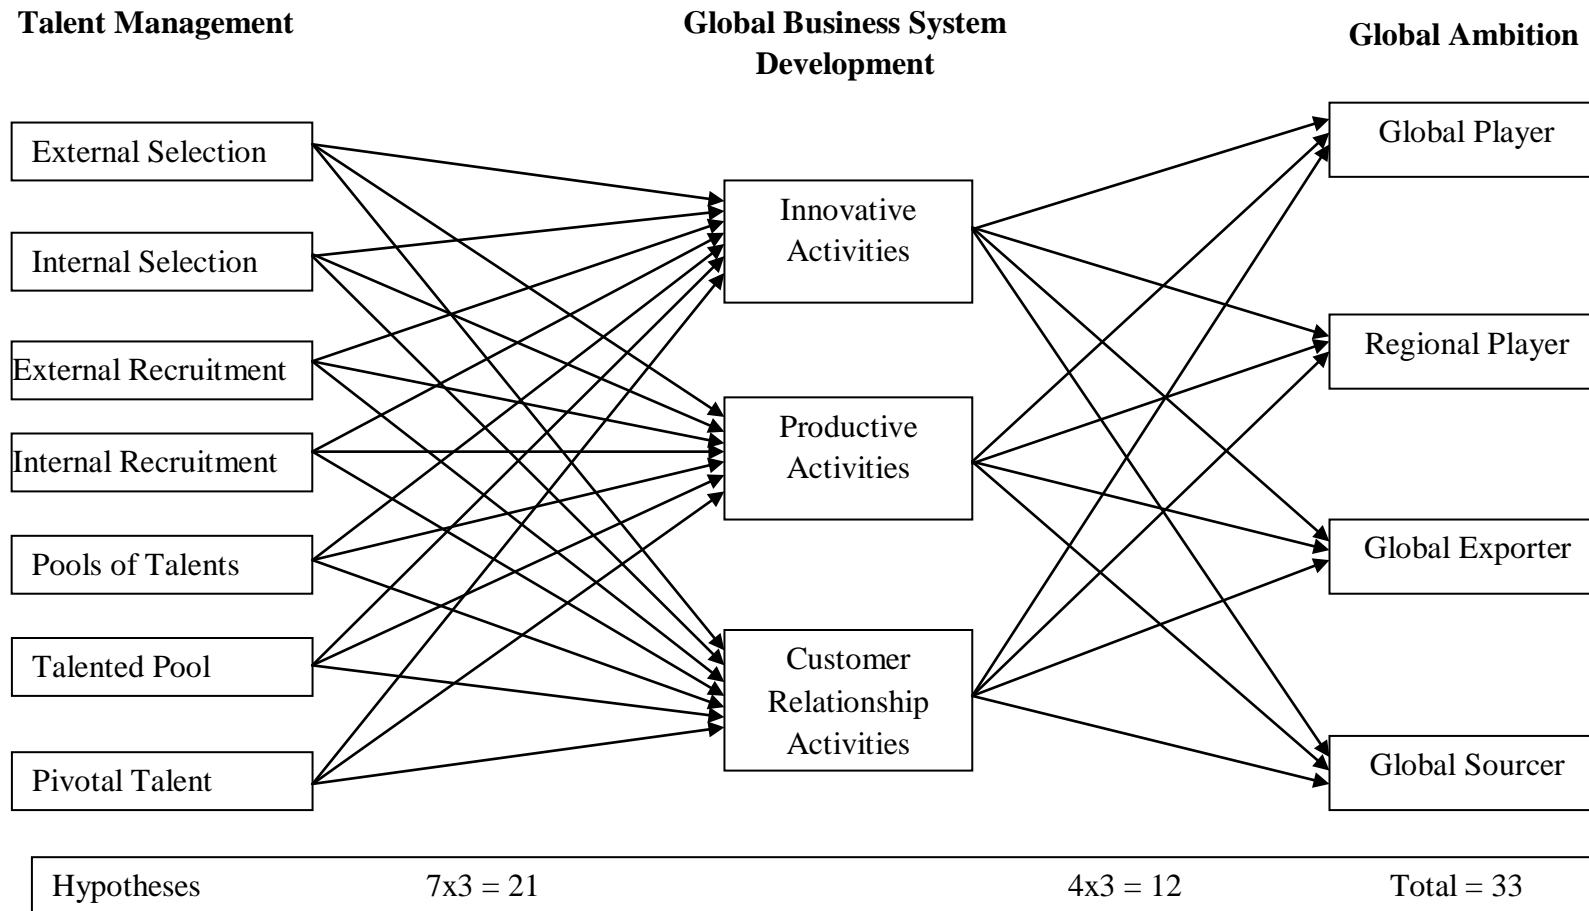 Talent Management
Global Business System
Development
Global Ambition
External Selection
Internal Selection
External Recruitment
Internal Recruitment
Pools of Talents
Talented Pool
Pivotal Talent
Innovative
Activities
Productive
Activities
Customer
Relationship
Activities
Global Player
Regional Player
Global Exporter
Global Sourcer
Hypotheses 7x3 = 21 4x3 = 12 Total = 33